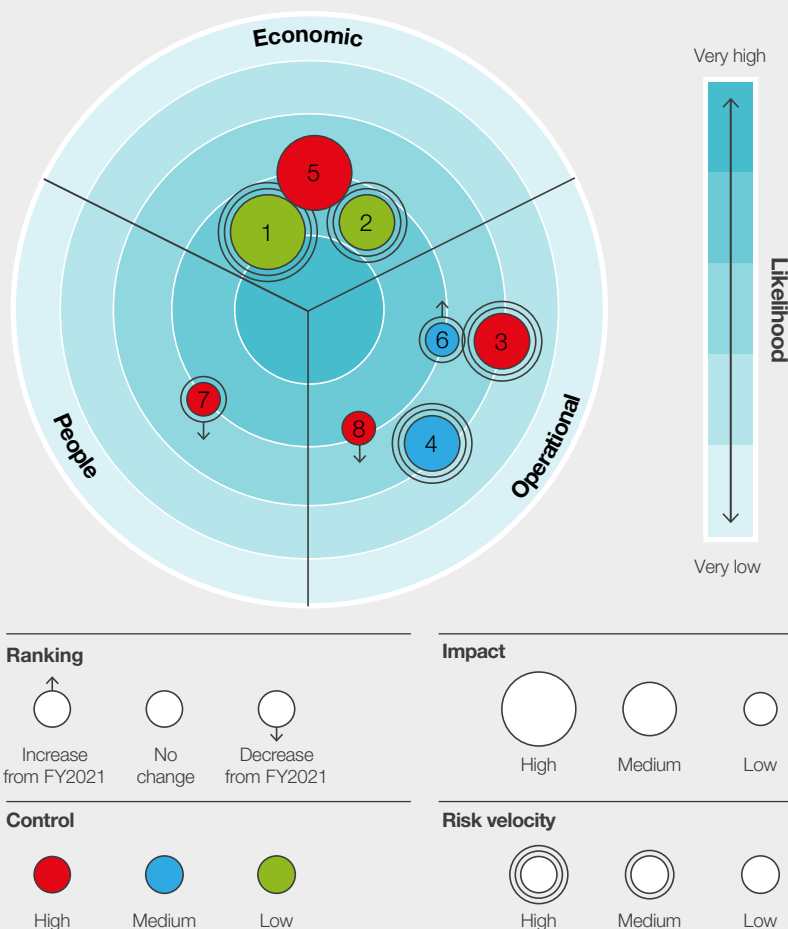 Economic
Very high
5
1
2
6
3
7
8
4
People
Operational
Likelihood
Very low
Ranking
Increase
from FY2021
No
change
Decrease
from FY2021
Impact
High
Medium
Low
Control
High
Medium
Low
Risk velocity
High
Medium
Low